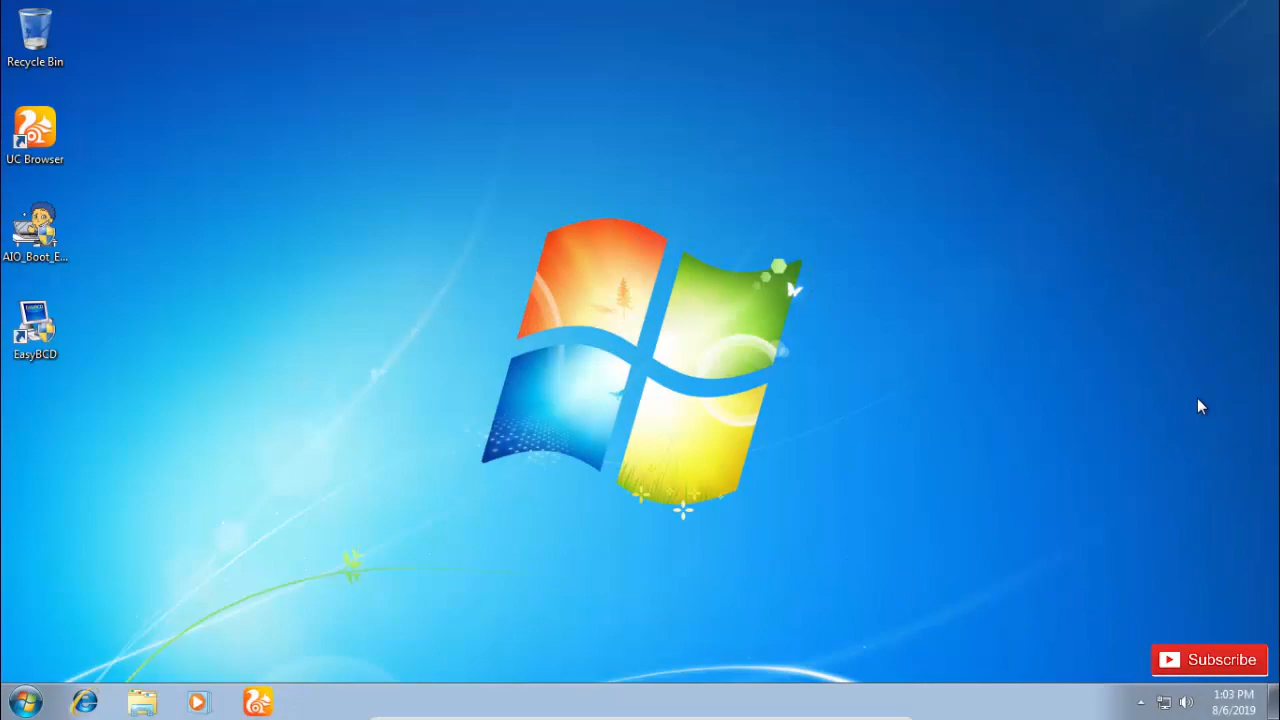 Recycle Bin
UC Browser
AIO_Boot_E...
EasyBCD
Subscribe
1:03 PM
8/6/2019